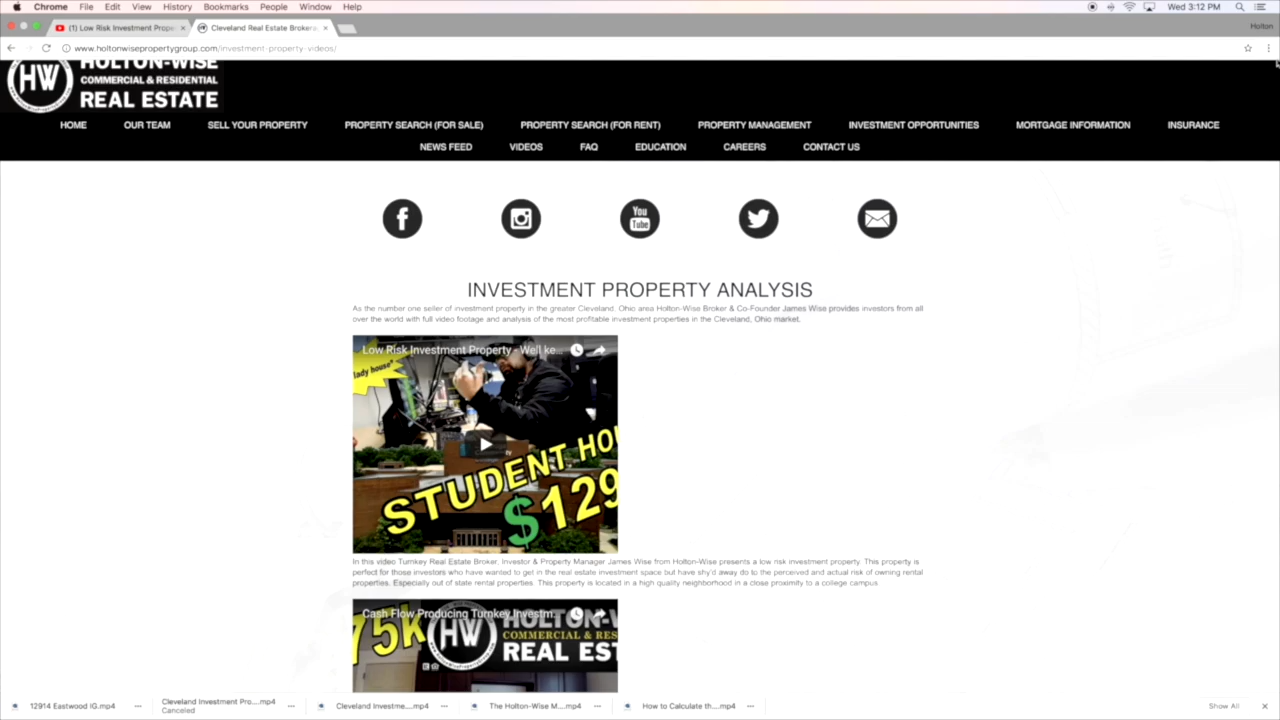 Chrome File Edit View History Bookmarks People Window Help Wed 3:12 PM
(1) Low Risk Investment Prope Cleveland Real Estate Brokera Holton
www.holtonwisepropertygroup.com/investment-property-videos/
HW HOLTON-WISE
COMMERCIAL & RESIDENTIAL
REAL ESTATE
HOME OUR TEAM SELL YOUR PROPERTY PROPERTY SEARCH (FOR SALE) PROPERTY SEARCH (FOR RENT) PROPERTY MANAGEMENT INVESTMENT OPPORTUNITIES MORTGAGE INFORMATION INSURANCE
NEWS FEED VIDEOS FAQ EDUCATION CAREERS CONTACT US
You
Tube
INVESTMENT PROPERTY ANALYSIS
As the number one seller of investment property in the greater Cleveland, Ohio area Holton-Wise Broker & Co-Founder James Wise provides investors from all
over the world with full video footage and analysis of the most profitable investment properties in the Cleveland, Ohio market.
Low Risk Investment Property - We'll ke...
lady house"
STUDENT HO
$129
In this video Turnkey Real Estate Broker, Investor & Property Manager James Wise from Holton-Wise presents a low risk investment property. This property is
perfect for those investors who have wanted to get in the real estate investment space but have shy'd away do to the perceived and actual risk of owning rental
properties. Especially out of state rental properties. This property is located in a high quality neighborhood in a close proximity to a college campus
Cash Flow Producing Turnkey Investm...
75k HW HOLTON-W
COMMERCIAL & RES
REAL EST
12914 Eastwood IG.mp4 Cleveland Investment Pro....mp4 Cleveland Investme....mp4 The Holton-Wise M....mp4 How to Calculate th....mp4 Show All
Canceled